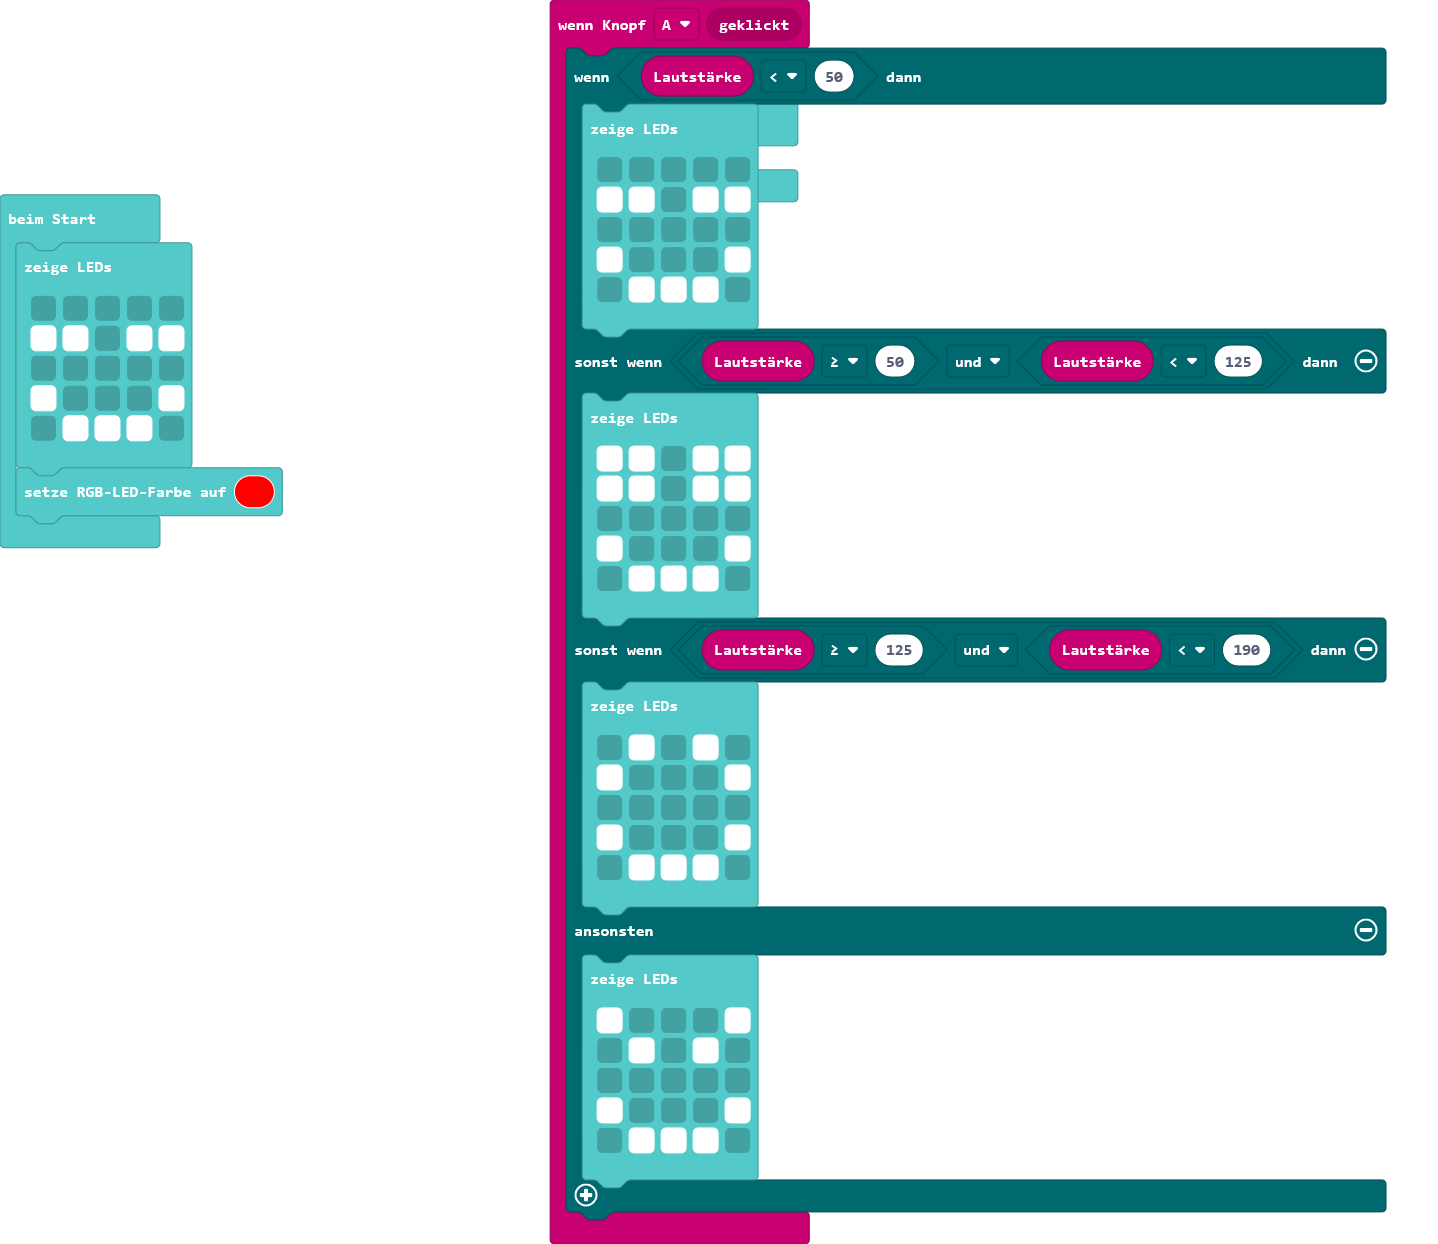 beim Start
zeige LEDs
setze RGB-LED-Farbe auf
wenn Knopf A geklickt
wenn Lautstärke < 50 dann
zeige LEDs
sonst wenn Lautstärke ≥ 50 und Lautstärke < 125 dann
zeige LEDs
sonst wenn Lautstärke ≥ 125 und Lautstärke < 190 dann
zeige LEDs
ansonsten
zeige LEDs